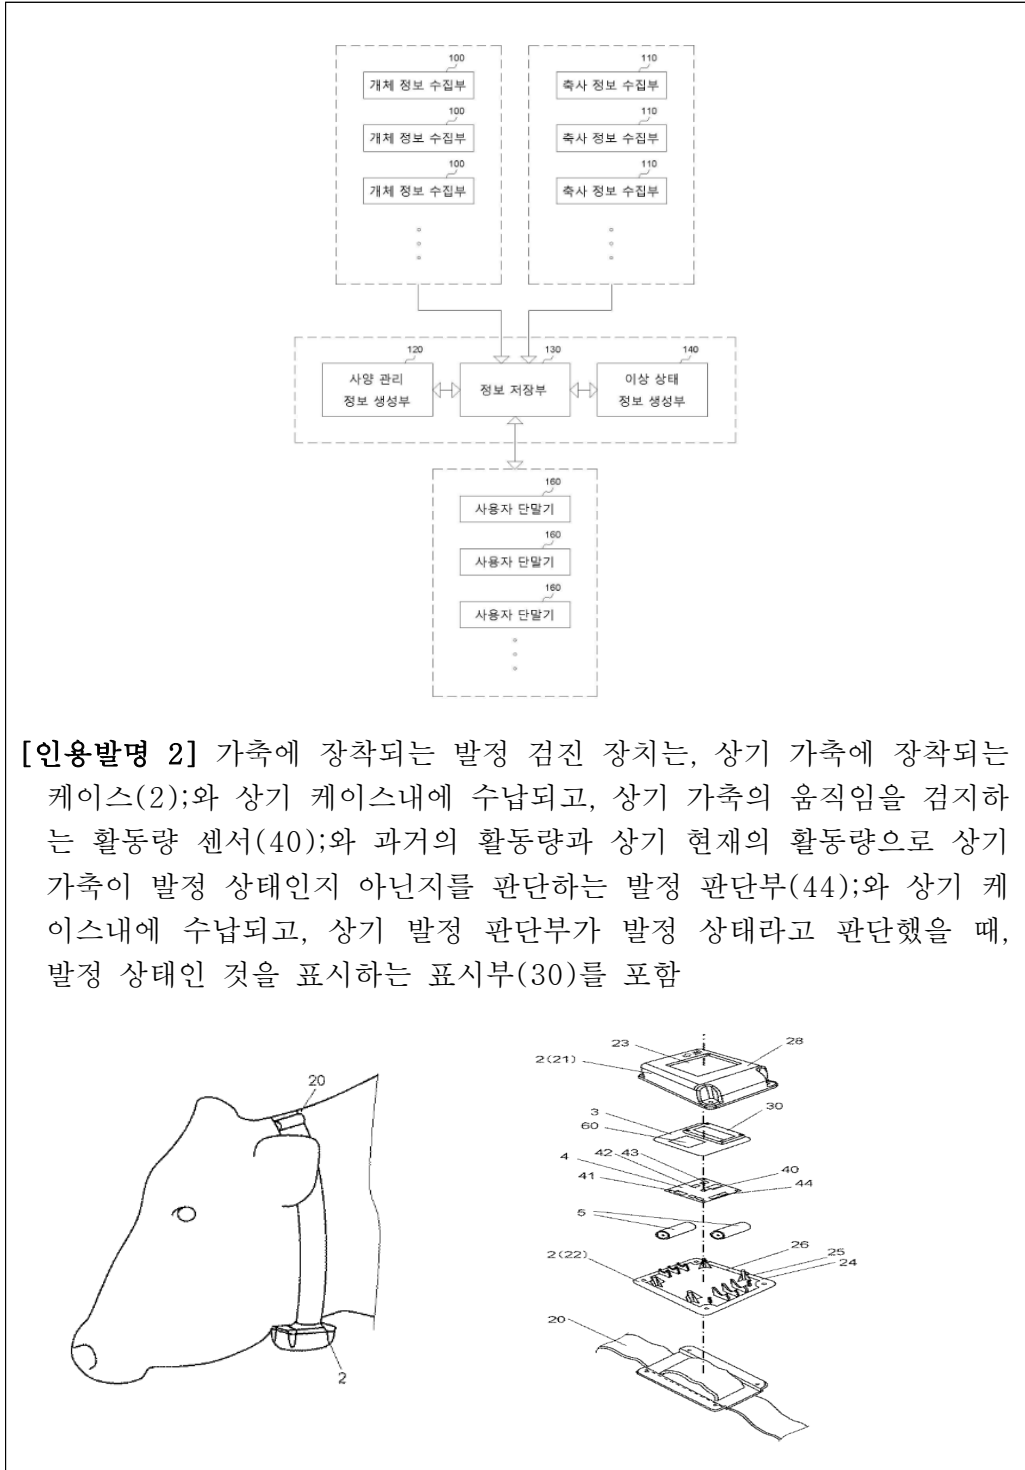 100
110
개체 정보 수집부
축사 정보 수집부
100
110
개체 정보 수집부
축사 정보 수집부
100
110
개체 정보 수집부
축사 정보 수집부
120
130
140
사양 관리
정보 생성부
정보 저장부
이상 상태
정보 생성부
160
사용자 단말기
160
사용자 단말기
160
사용자 단말기
[인용발명 2] 가축에 장착되는 발정 검진 장치는, 상기 가축에 장착되는
케이스(2);와 상기 케이스내에 수납되고, 상기 가축의 움직임을 검지하
는 활동량 센서(40);와 과거의 활동량과 상기 현재의 활동량으로 상기
가축이 발정 상태인지 아닌지를 판단하는 발정 판단부(44);와 상기 케
이스내에 수납되고, 상기 발정 판단부가 발정 상태라고 판단했을 때,
발정 상태인 것을 표시하는 표시부(30)를 포함
20
2
23
28
2(21)
3
30
60
42 43
4
40
41
44
5
26
2(22)
25
24
20